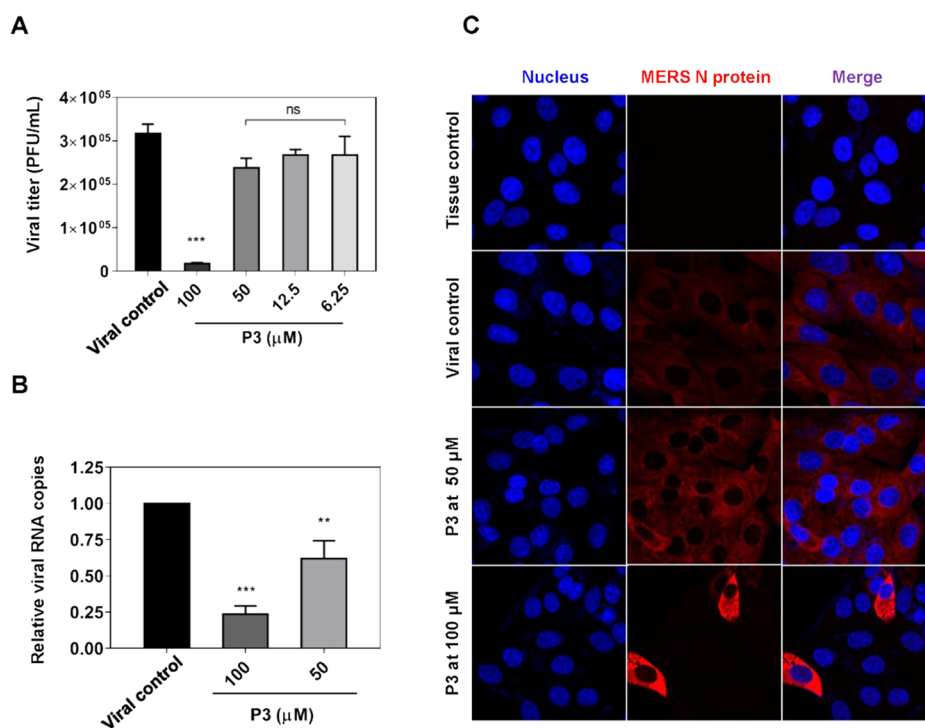 A
Viral titer (PFU/mL)
4×10⁰⁵
3×10⁰⁵
2×10⁰⁵
1×10⁰⁵
0
ns
***
Viral control
100
50
12.5
6.25
P3 (μM)
B
Relative viral RNA copies
1.25
1.00
0.75
0.50
0.25
0.00
***
**
Viral control
100
50
P3 (μM)
C
Nucleus MERS N protein Merge
Tissue control
Viral control
P3 at 50 μM
P3 at 100 μM